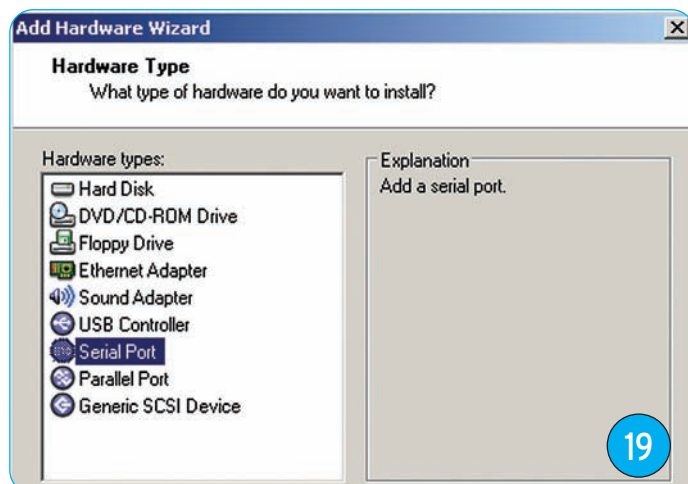 Add Hardware Wizard
Hardware Type
What type of hardware do you want to install?
Hardware types:
Hard Disk
DVD/CD-ROM Drive
Floppy Drive
Ethernet Adapter
Sound Adapter
USB Controller
Serial Port
Parallel Port
Generic SCSI Device
Explanation
Add a serial port.
19